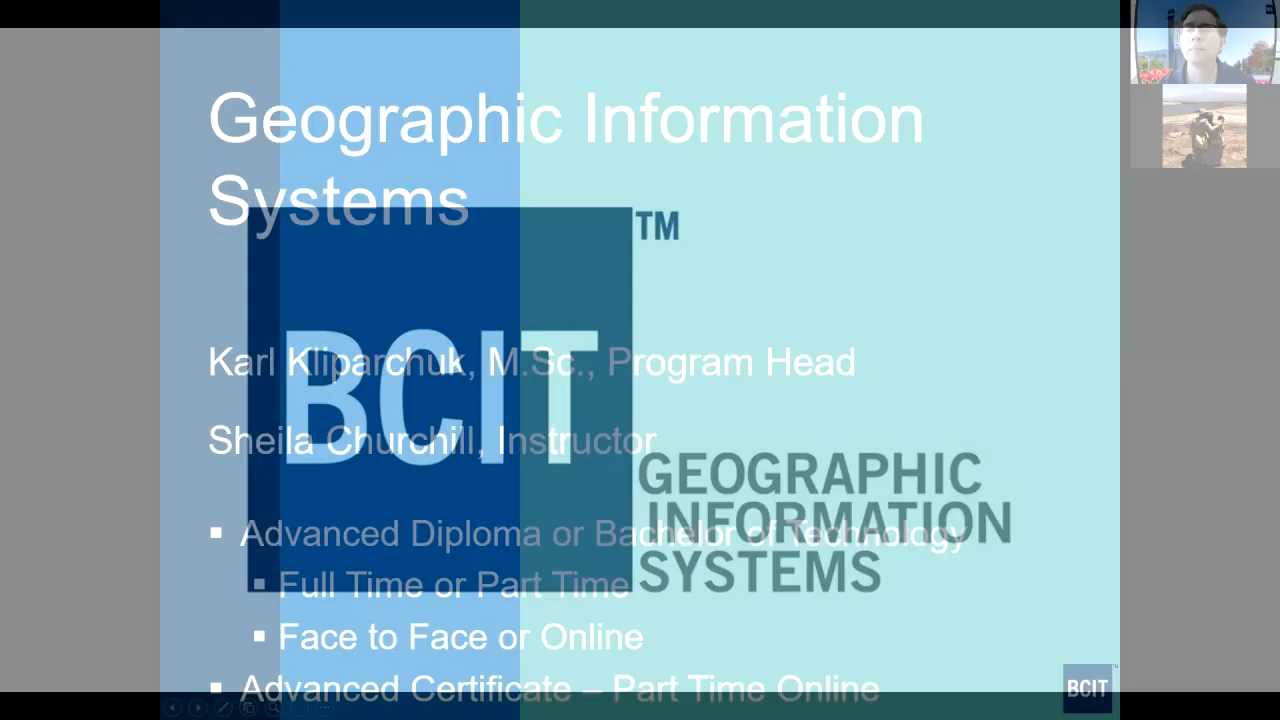 Geographic Information
Systems
TM
BCIT
Karl Kliparchuk, M.Sc., Program Head
Sheila Churchill, Instructor
GEOGRAPHIC
INFORMATION
SYSTEMS
▪ Advanced Diploma or Bachelor of Technology
▪ Full Time or Part Time
▪ Face to Face or Online
▪ Advanced Certificate – Part Time Online
BCIT